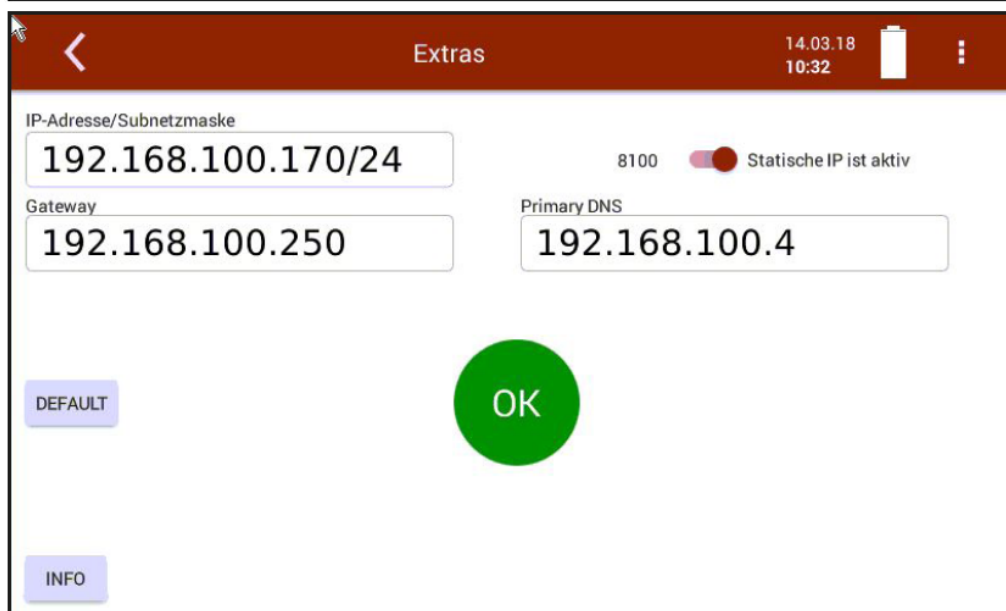 Extras
14.03.18
10:32
IP-Adresse/Subnetzmaske
192.168.100.170/24
8100
Statische IP ist aktiv
Gateway
192.168.100.250
Primary DNS
192.168.100.4
DEFAULT
OK
INFO